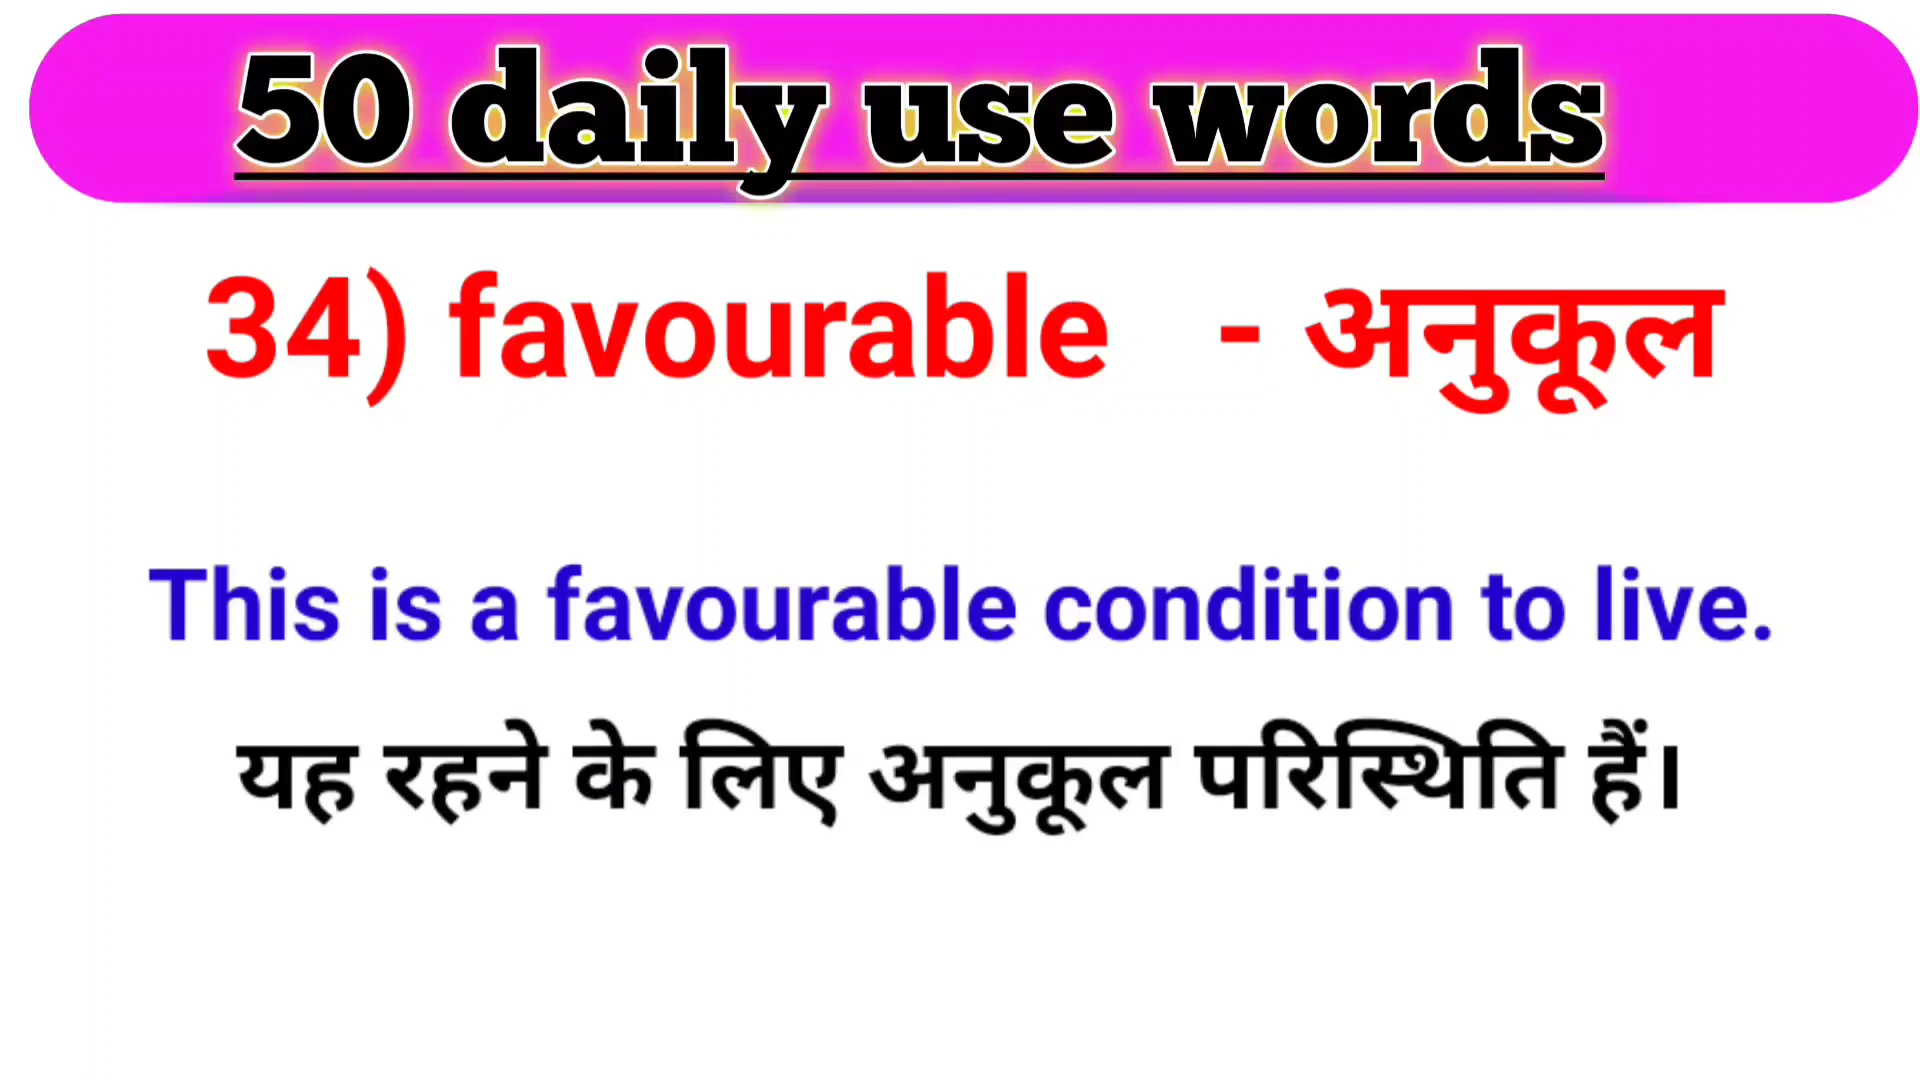 50 daily use words
34) favourable - अनुकूल
This is a favourable condition to live.
यह रहने के लिए अनुकूल परिस्थिति हैं।